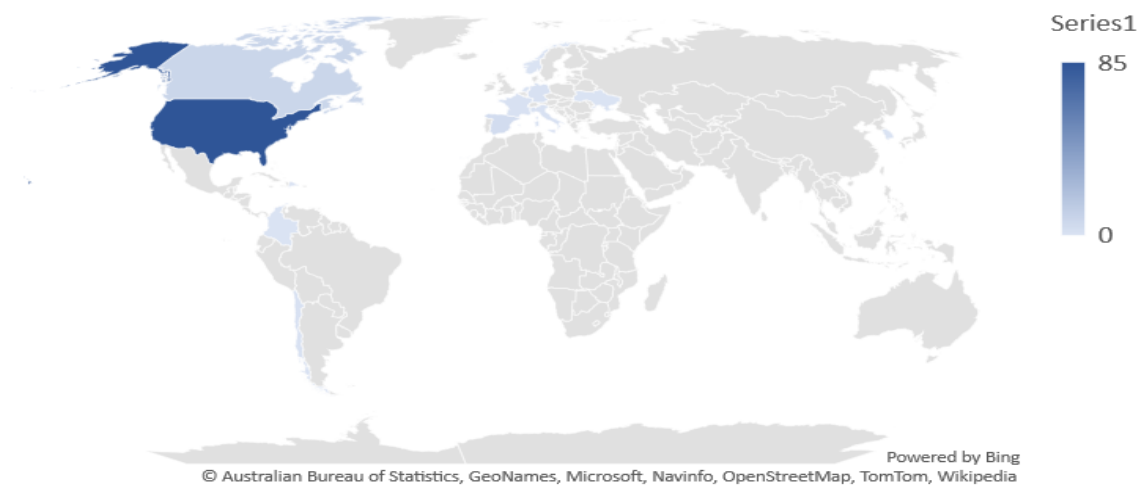 Series1
85
0
Powered by Bing
© Australian Bureau of Statistics, GeoNames, Microsoft, Navinfo, OpenStreetMap, TomTom, Wikipedia